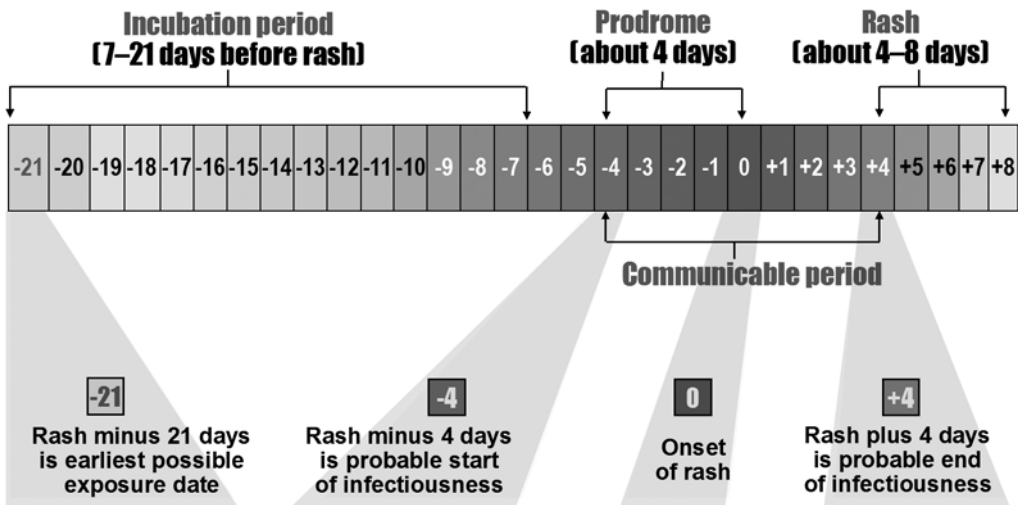 Incubation period
(7–21 days before rash)
Prodrome
(about 4 days)
Rash
(about 4–8 days)
-21 -20 -19 -18 -17 -16 -15 -14 -13 -12 -11 -10 -9 -8 -7 -6 -5 -4 -3 -2 -1 0 +1 +2 +3 +4 +5 +6 +7 +8
Communicable period
-21
Rash minus 21 days
is earliest possible
exposure date
-4
Rash minus 4 days
is probable start
of infectiousness
0
Onset
of rash
+4
Rash plus 4 days
is probable end
of infectiousness